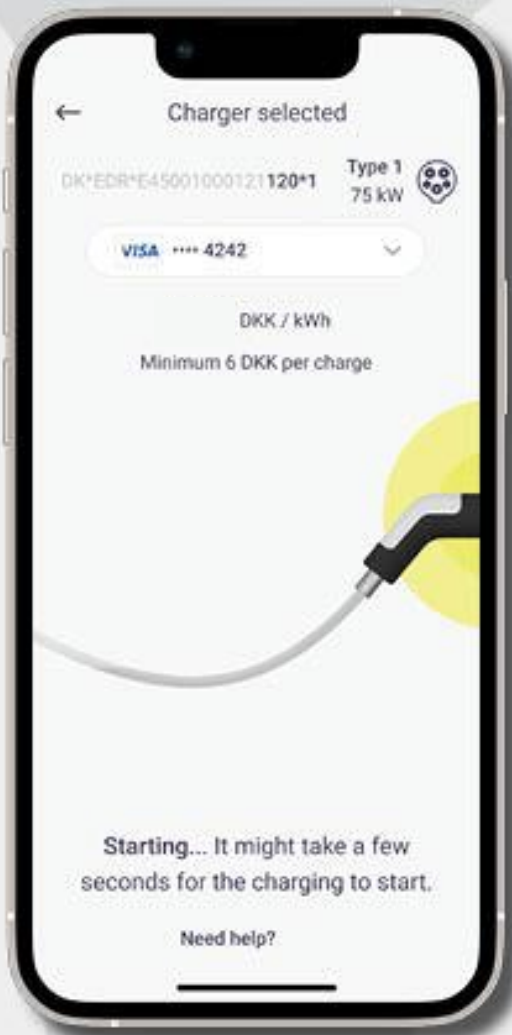 Charger selected
DK*EDR*E45001000121120*1
Type 1
75 kW
VISA •••• 4242
DKK / kWh
Minimum 6 DKK per charge
Starting... It might take a few
seconds for the charging to start.
Need help?